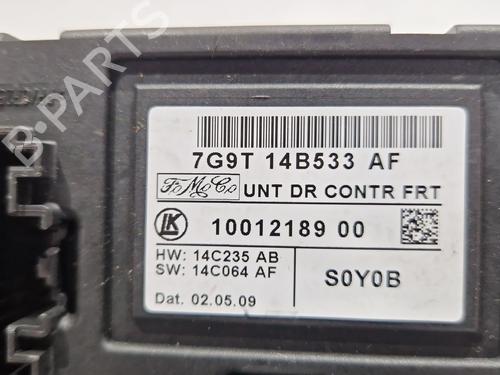 B-PARTS
7G9T 14B533 AF
FoMoCo UNT DR CONTR FRT
LK 10012189 00
HW: 14C235 AB
SW: 14C064 AF
S0Y0B
Dat. 02.05.09